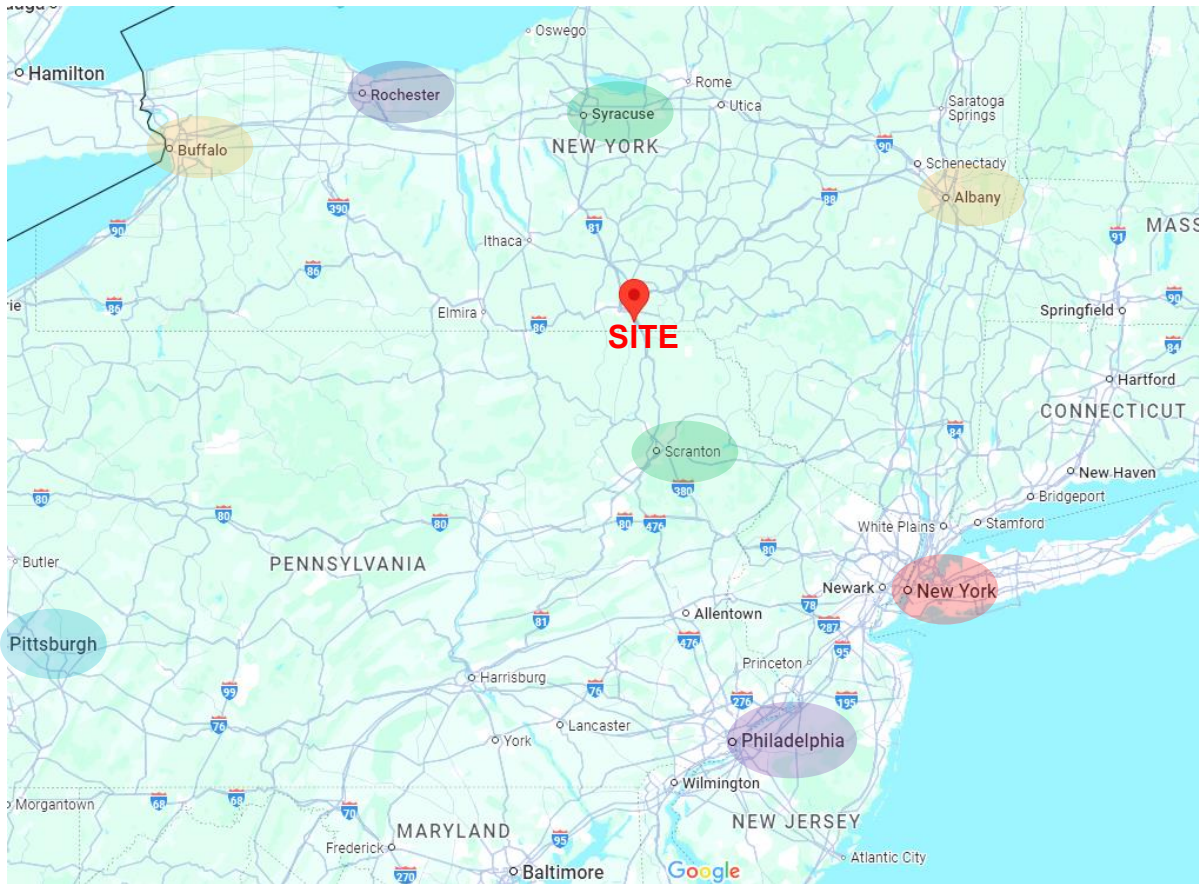 Oswego
Hamilton
Rome
Rochester
Saratoga
Springs
Syracuse
Utica
Buffalo
NEW YORK
90
Schenectady
Albany
390
88
MASS
90
Ithaca
81
91
86
86
90
Elmira
86
Springfield
SITE
84
Hartford
CONNECTICUT
84
Scranton
New Haven
380
80
Bridgeport
80
80
80
476
White Plains
Stamford
80
Butler
PENNSYLVANIA
Newark
New York
78
Allentown
81
287
Pittsburgh
476
95
Princeton
Harrisburg
99
76
276
195
76
Lancaster
York
Philadelphia
Wilmington
Morgantown
68
68
70
NEW JERSEY
MARYLAND
95
Frederick
Atlantic City
270
Baltimore
Google